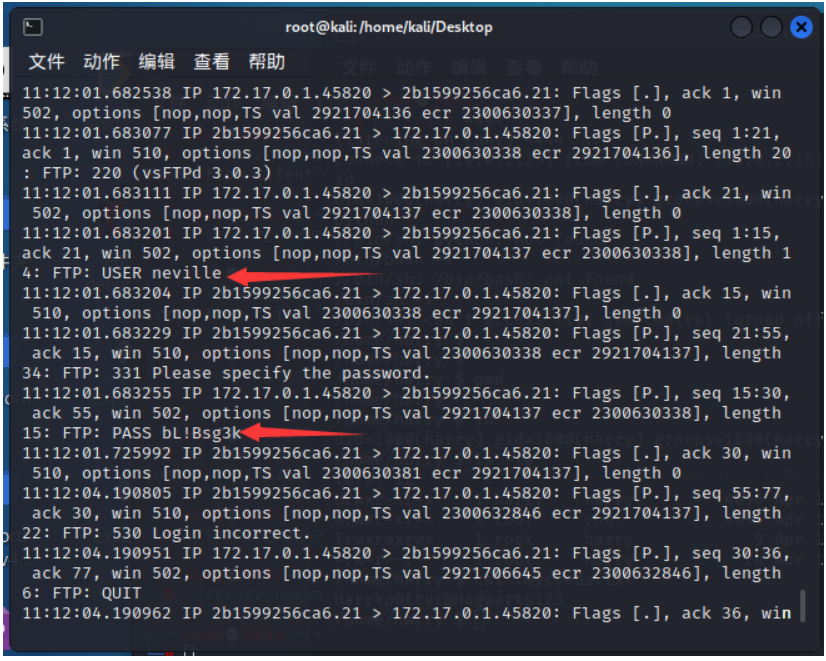 root@kali:/home/kali/Desktop
文件 动作 编辑 查看 帮助
11:12:01.682538 IP 172.17.0.1.45820 > 2b1599256ca6.21: Flags [.], ack 1, win
502, options [nop,nop,TS val 2921704136 ecr 2300630337], length 0
11:12:01.683077 IP 2b1599256ca6.21 > 172.17.0.1.45820: Flags [P.], seq 1:21,
ack 1, win 510, options [nop,nop,TS val 2300630338 ecr 2921704136], length 20
: FTP: 220 (vsFTPd 3.0.3)
11:12:01.683111 IP 172.17.0.1.45820 > 2b1599256ca6.21: Flags [.], ack 21, win
502, options [nop,nop,TS val 2921704137 ecr 2300630338], length 0
11:12:01.683201 IP 172.17.0.1.45820 > 2b1599256ca6.21: Flags [P.], seq 1:15,
ack 21, win 502, options [nop,nop,TS val 2921704137 ecr 2300630338], length 1
4: FTP: USER neville
11:12:01.683204 IP 2b1599256ca6.21 > 172.17.0.1.45820: Flags [.], ack 15, win
510, options [nop,nop,TS val 2300630338 ecr 2921704137], length 0
11:12:01.683229 IP 2b1599256ca6.21 > 172.17.0.1.45820: Flags [P.], seq 21:55,
ack 15, win 510, options [nop,nop,TS val 2300630338 ecr 2921704137], length
34: FTP: 331 Please specify the password.
11:12:01.683255 IP 172.17.0.1.45820 > 2b1599256ca6.21: Flags [P.], seq 15:30,
ack 55, win 502, options [nop,nop,TS val 2921704137 ecr 2300630338], length
15: FTP: PASS bL!Bsg3k
11:12:01.725992 IP 2b1599256ca6.21 > 172.17.0.1.45820: Flags [.], ack 30, win
510, options [nop,nop,TS val 2300630381 ecr 2921704137], length 0
11:12:04.190805 IP 2b1599256ca6.21 > 172.17.0.1.45820: Flags [P.], seq 55:77,
ack 30, win 510, options [nop,nop,TS val 2300632846 ecr 2921704137], length
22: FTP: 530 Login incorrect.
11:12:04.190951 IP 172.17.0.1.45820 > 2b1599256ca6.21: Flags [P.], seq 30:36,
ack 77, win 502, options [nop,nop,TS val 2921706645 ecr 2300632846], length
6: FTP: QUIT
11:12:04.190962 IP 2b1599256ca6.21 > 172.17.0.1.45820: Flags [.], ack 36, win